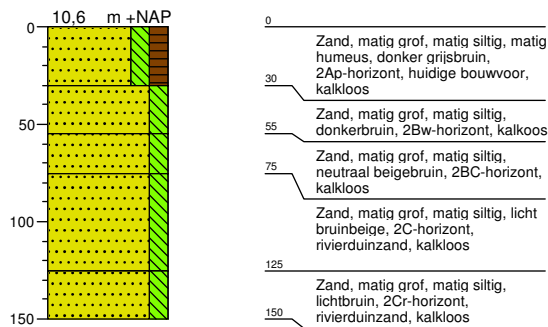 10,6 m +NAP
0
50
100
150
0
Zand, matig grof, matig siltig, matig
humeus, donker grijsbruin,
2Ap-horizont, huidige bouwvoor,
kalkloos
30
Zand, matig grof, matig siltig,
donkerbruin, 2Bw-horizont, kalkoos
55
Zand, matig grof, matig siltig,
neutraal beigebruin, 2BC-horizont,
kalkloos
75
Zand, matig grof, matig siltig, licht
bruinbeige, 2C-horizont,
rivierduinzand, kalkloos
125
Zand, matig grof, matig siltig,
lichtbruin, 2Cr-horizont,
rivierduinzand, kalkloos
150